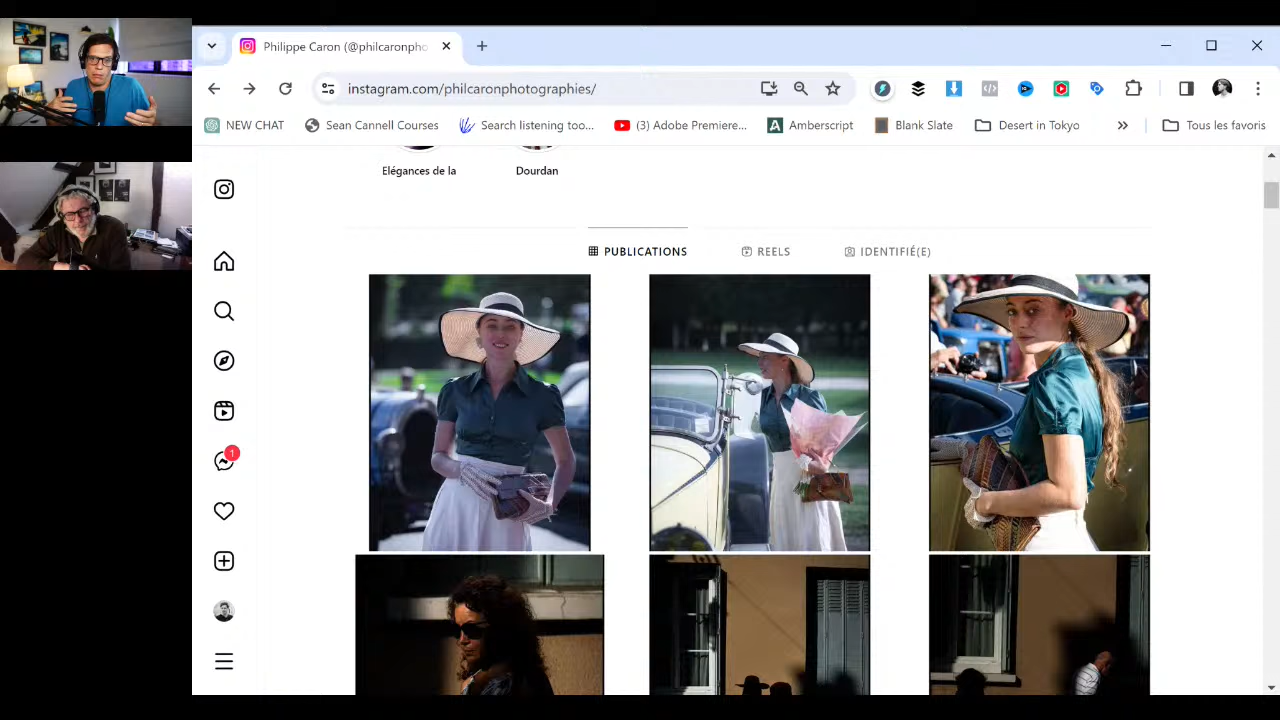 Philippe Caron (@philcaronpho
instagram.com/philcaronphotographies/
NEW CHAT
Sean Cannell Courses
Search listening too...
(3) Adobe Premiere...
Amberscript
Blank Slate
Desert in Tokyo
Tous les favoris
Elégances de la
Dourdan
PUBLICATIONS
REELS
IDENTIFIÉ(E)
1